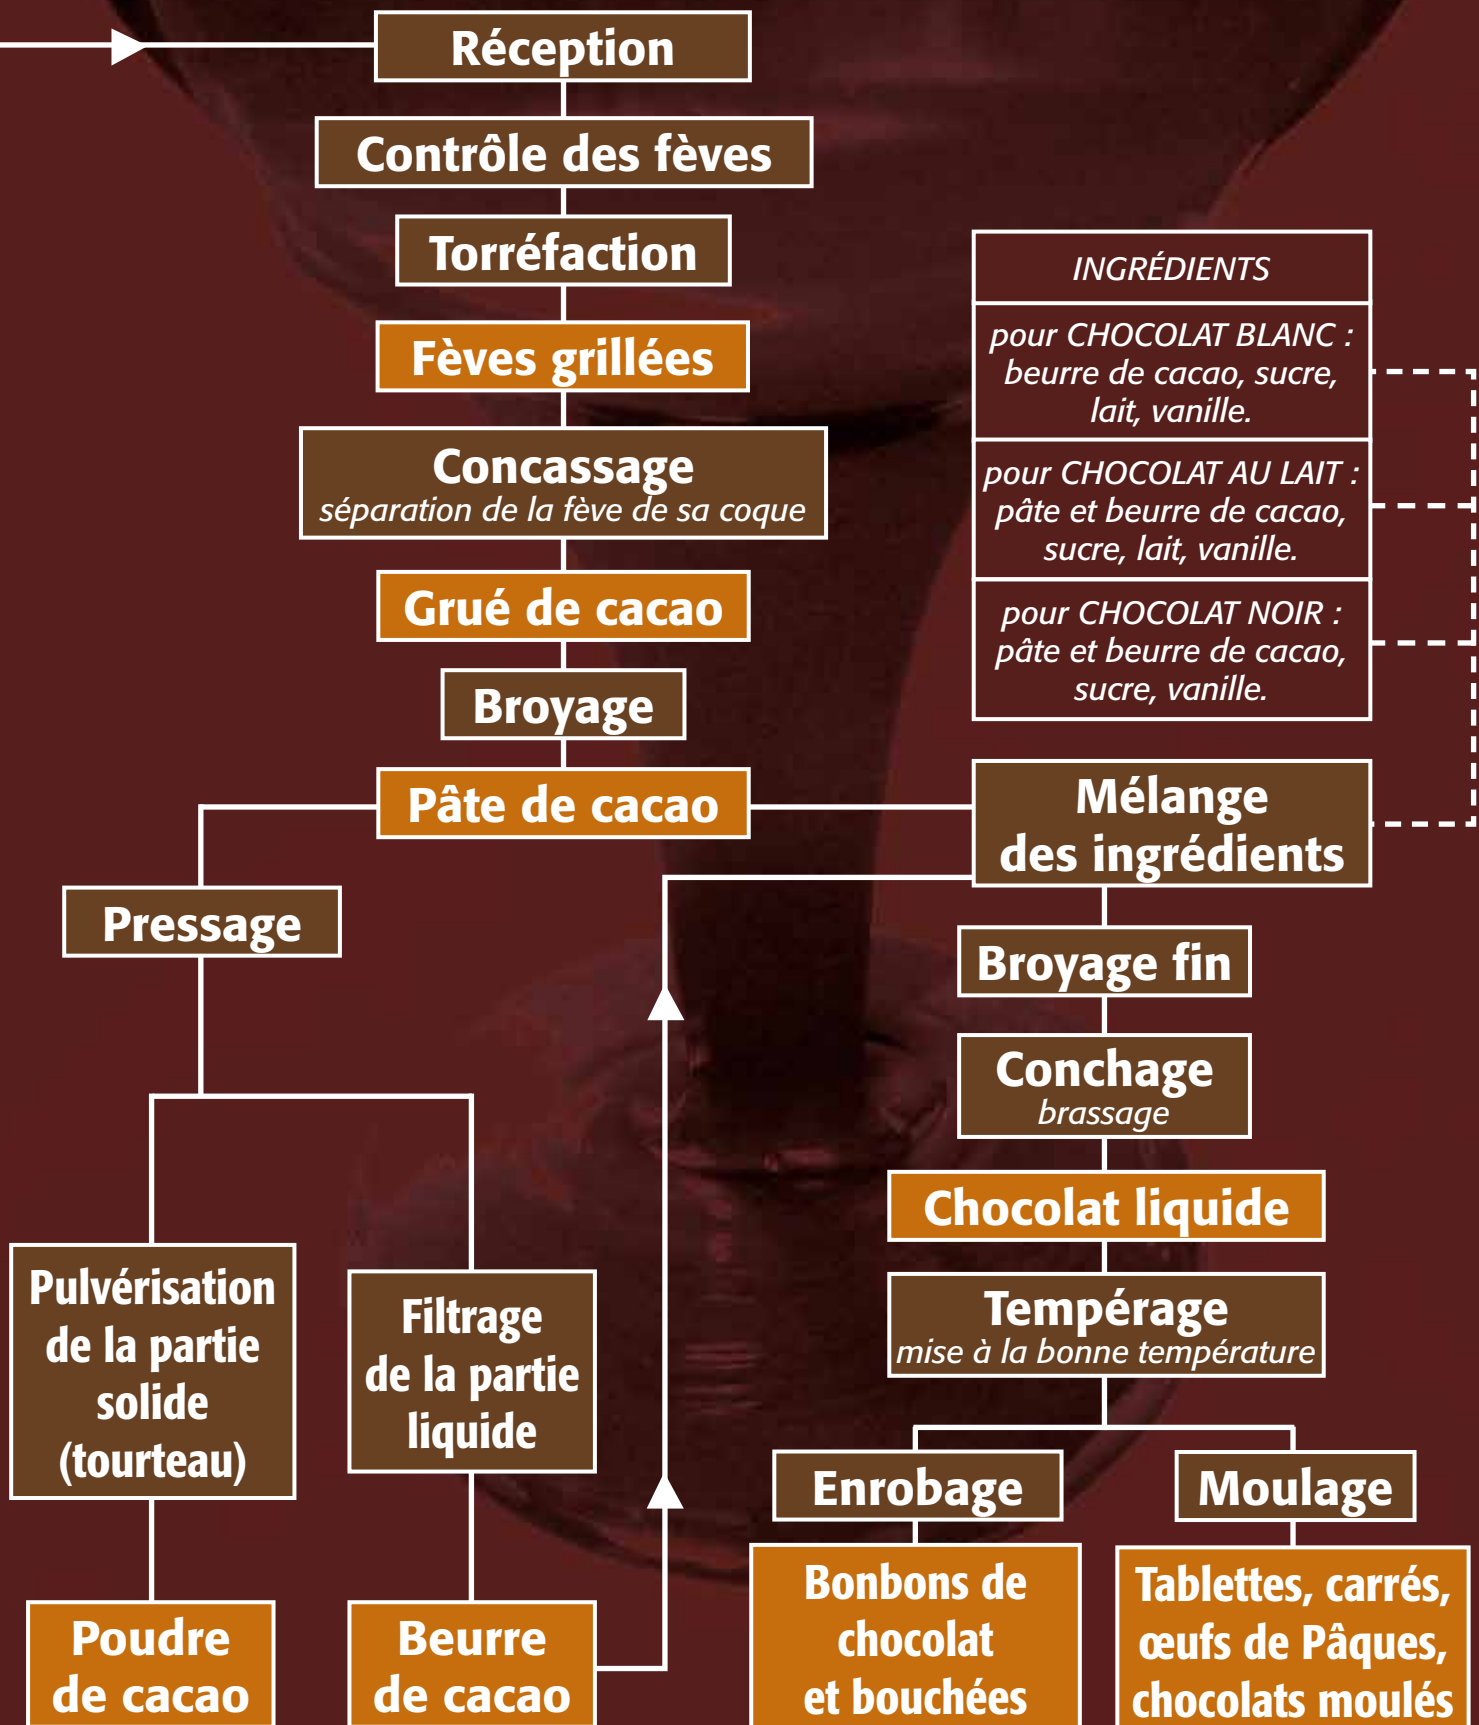 Réception
Contrôle des fèves
Torréfaction
Fèves grillées
Concassage
séparation de la fève de sa coque
Grué de cacao
Broyage
Pâte de cacao
INGRÉDIENTS
pour CHOCOLAT BLANC :
beurre de cacao, sucre,
lait, vanille.
pour CHOCOLAT AU LAIT :
pâte et beurre de cacao,
sucre, lait, vanille.
pour CHOCOLAT NOIR :
pâte et beurre de cacao,
sucre, vanille.
Mélange
des ingrédients
Pressage
Broyage fin
Conchage
brassage
Chocolat liquide
Pulvérisation
de la partie
solide
(tourteau)
Filtrage
de la partie
liquide
Tempérage
mise à la bonne température
Enrobage
Moulage
Poudre
de cacao
Beurre
de cacao
Bonbons de
chocolat
et bouchées
Tablettes, carrés,
œufs de Pâques,
chocolats moulés